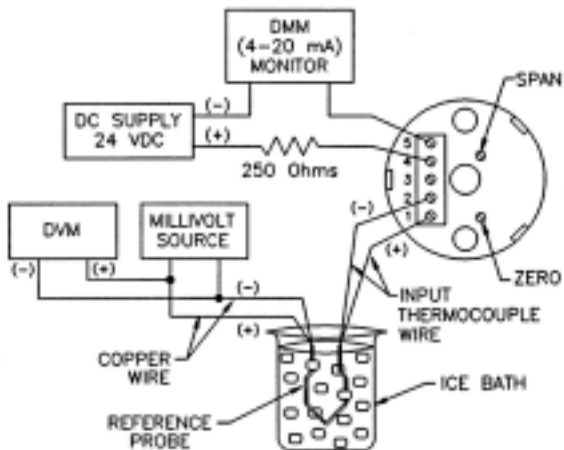 DMM
(4-20 mA)
MONITOR
SPAN
(-)
DC SUPPLY
24 VDC
(+)
250 Ohms
5
4
3
2
1
(-)
(+)
DVM
MILLIVOLT
SOURCE
(-)
(+)
ZERO
(-)
INPUT
THERMOCOUPLE
WIRE
(+)
COPPER
WIRE
ICE BATH
REFERENCE
PROBE